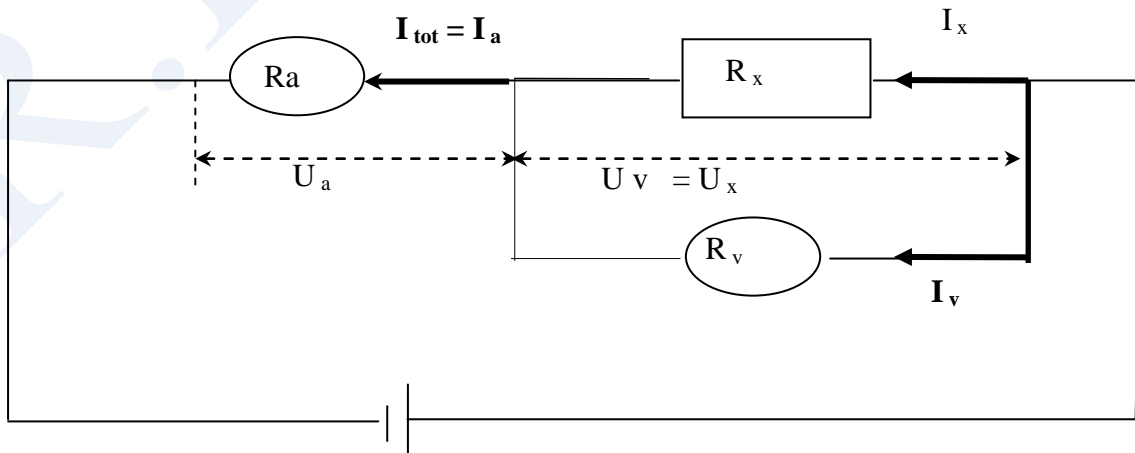 I tot = I a
I x
Ra
R x
U a
U v = U x
R v
I v
R.